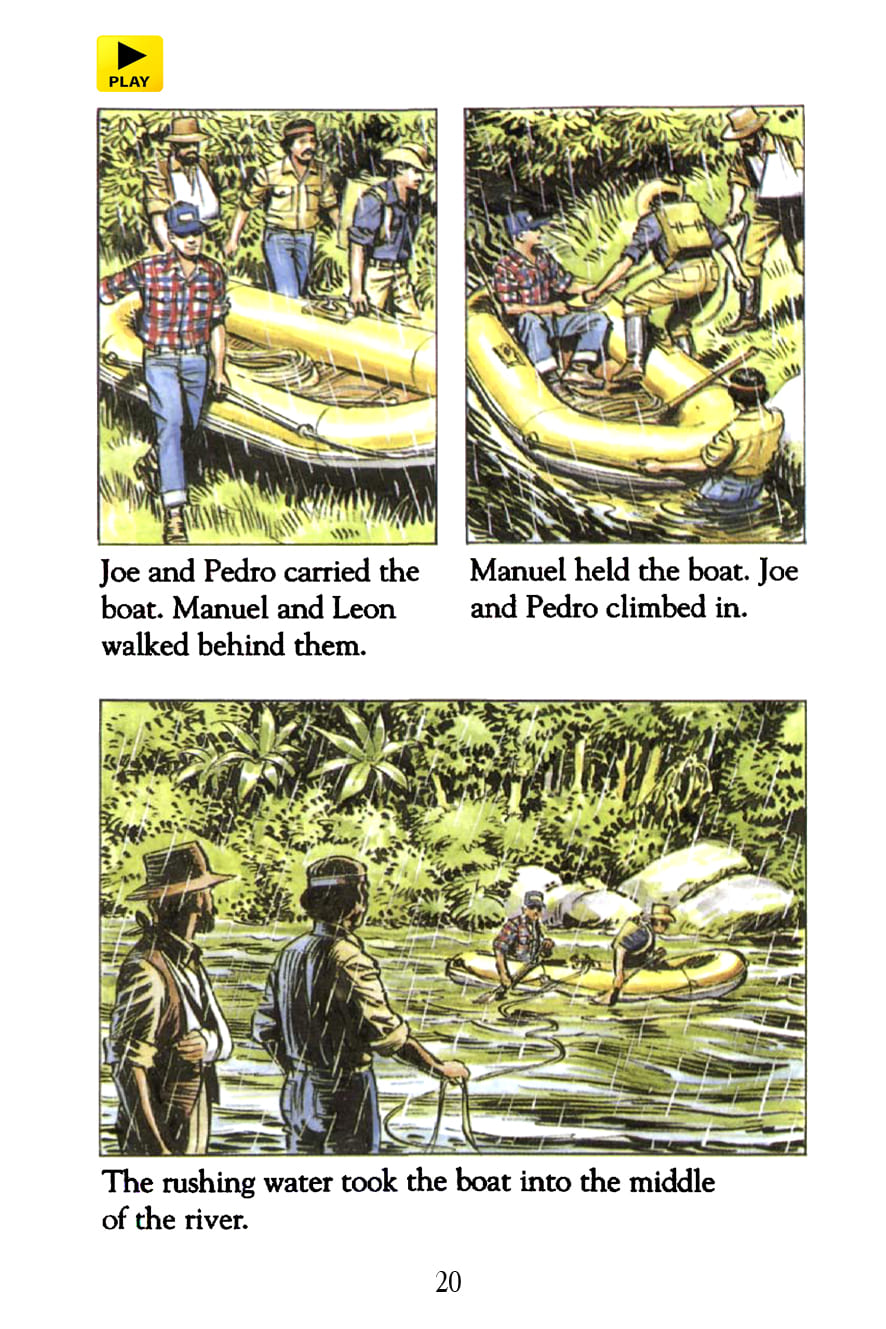 PLAY
Joe and Pedro carried the
boat. Manuel and Leon
walked behind them.
Manuel held the boat. Joe
and Pedro climbed in.
The rushing water took the boat into the middle
of the river.
20